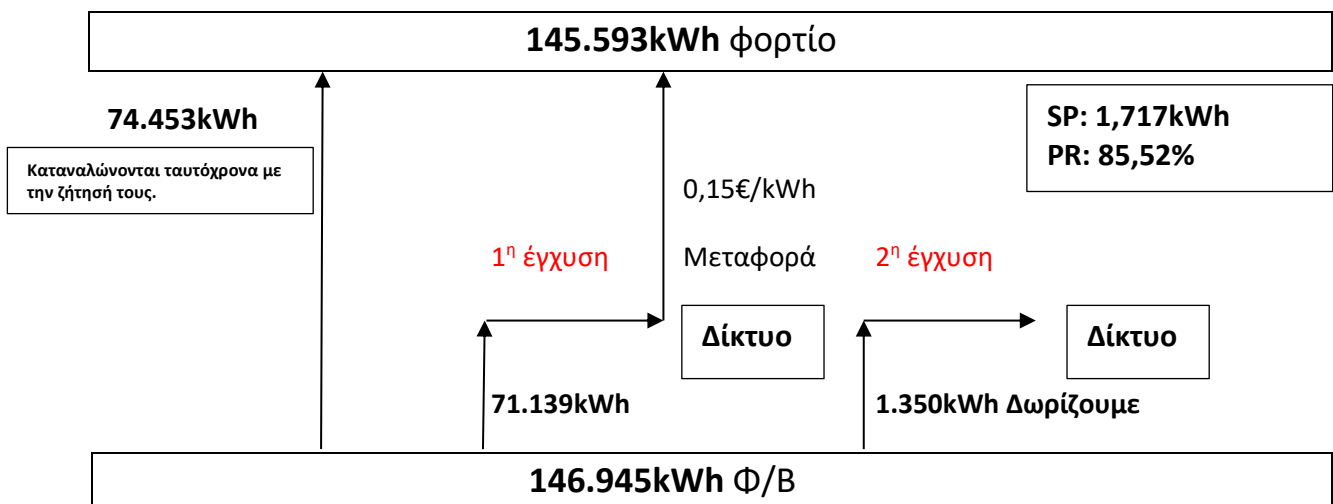 145.593kWh φορτίο
74.453kWh
Καταναλώνονται ταυτόχρονα με
την ζήτησή τους.
SP: 1,717kWh
PR: 85,52%
0,15€/kWh
1η έγχυση
Μεταφορά
2η έγχυση
Δίκτυο
Δίκτυο
71.139kWh
1.350kWh Δωρίζουμε
146.945kWh Φ/Β